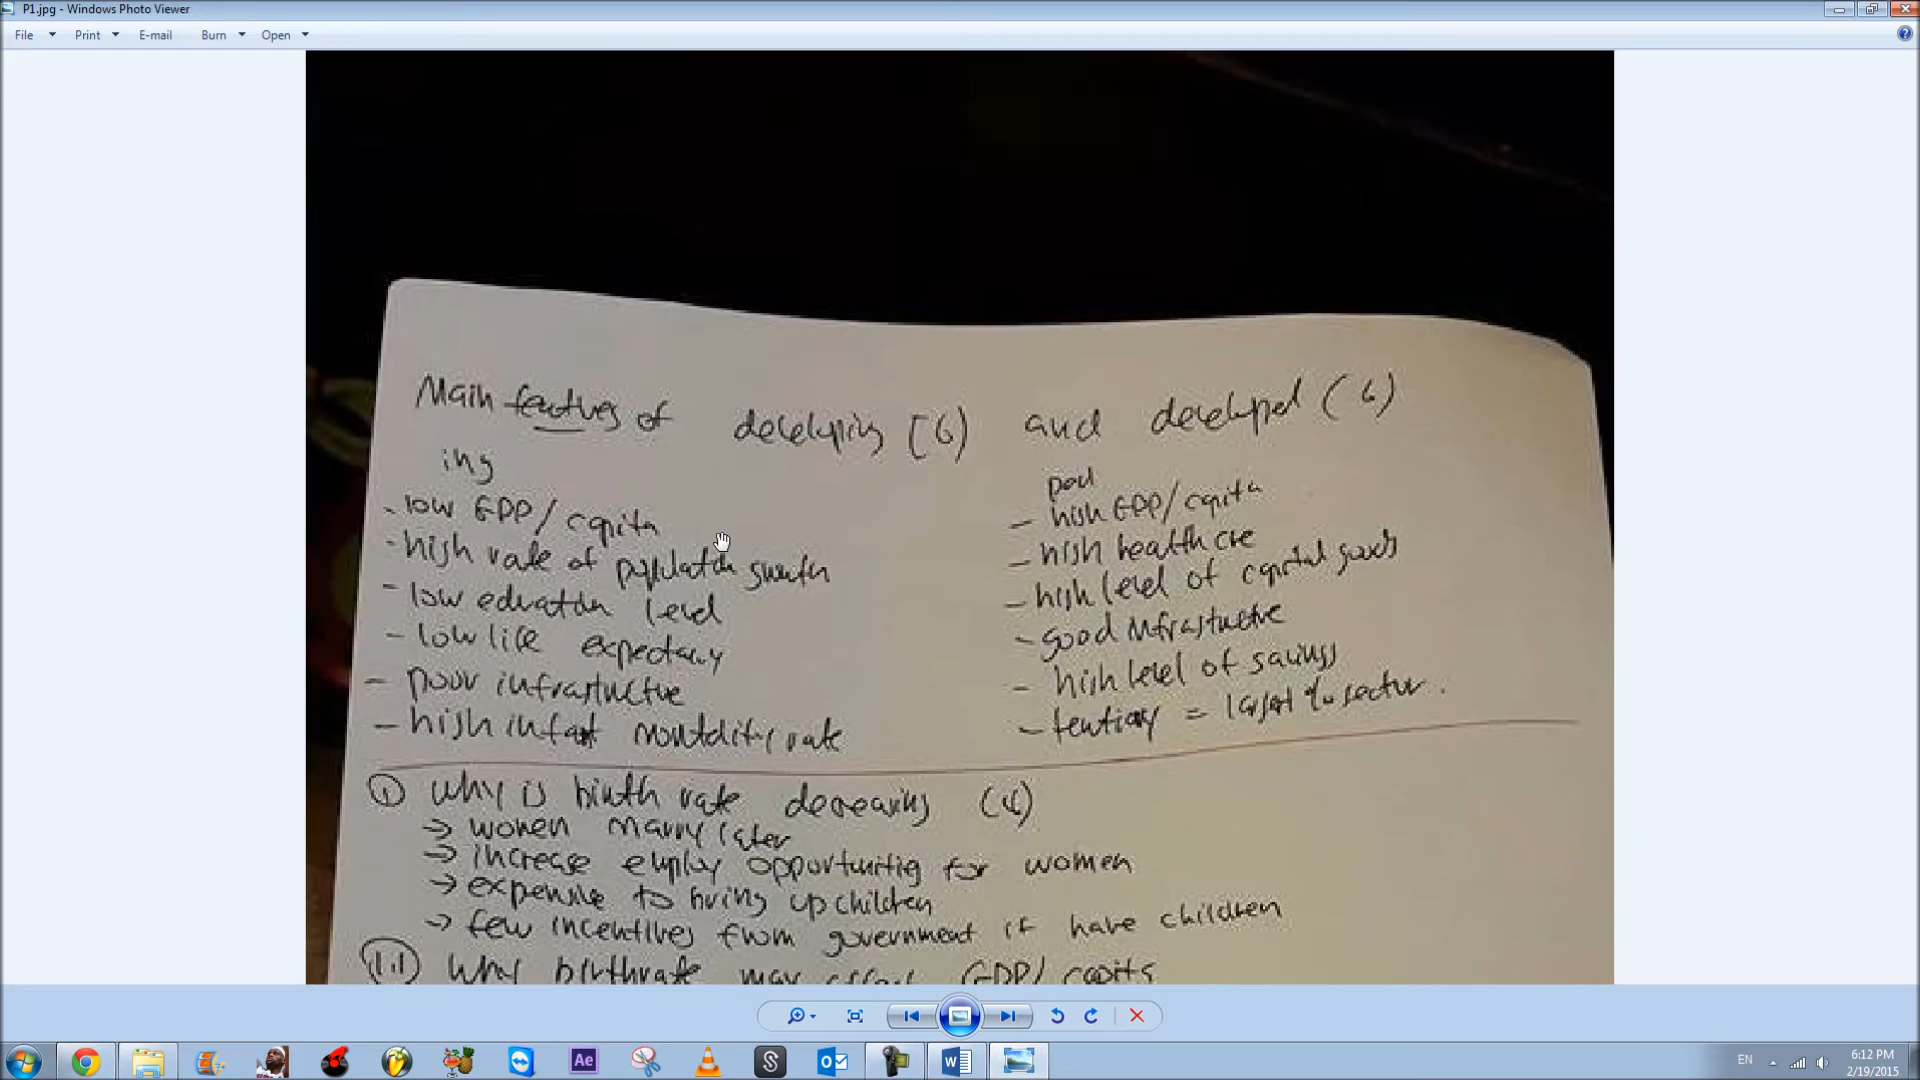 P1.jpg - Windows Photo Viewer
File Print E-mail Burn Open
Main features of developing [6) and developed (6)
ing
- low GDP/capita
- high rate of population growth
- low education level
- low life expectancy
- poor infrastructure
- high infant mortality rate
ped
- high GDP/capita
- high health care
- high level of capital goods
- good infrastructure
- high level of savings
- tertiary = largest % sector.
① Why is birth rate decreasing (4)
→ women marry later
→ increase employ opportunities for women
→ expensive to bring up children
→ few incentives from government if have children
1.1 Why birthrate may affect GDP/capita
Ae
S
EN
6:12 PM
2/19/2015